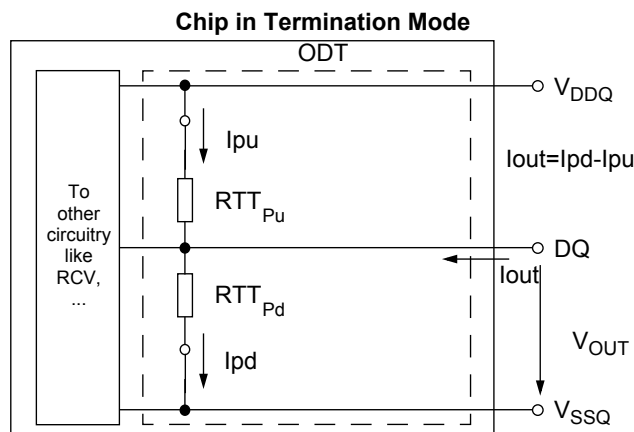 Chip in Termination Mode
ODT
VDDQ
Ipu
Iout=Ipd-Ipu
To
other
circuitry
like
RCV,
...
RTTPu
DQ
Iout
RTTPd
VOUT
Ipd
VSSQ